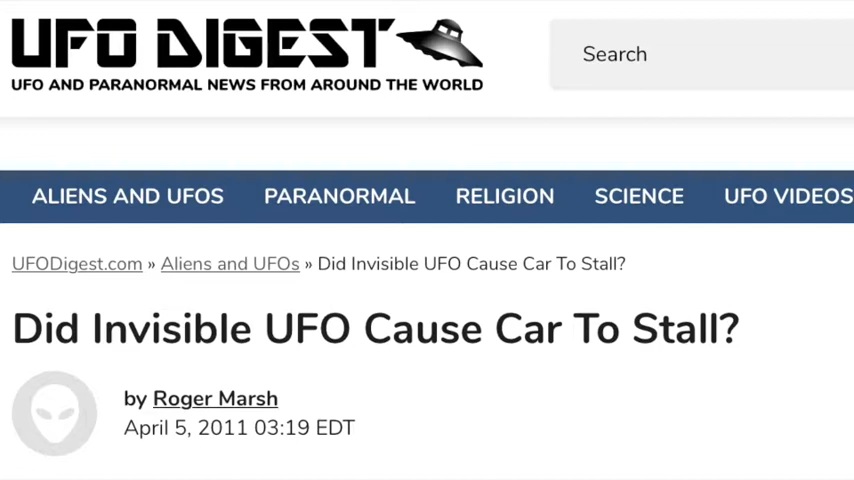 UFO DIGEST
UFO AND PARANORMAL NEWS FROM AROUND THE WORLD
Search
ALIENS AND UFOS PARANORMAL RELIGION SCIENCE UFO VIDEOS
UFODigest.com » Aliens and UFOs » Did Invisible UFO Cause Car To Stall?
Did Invisible UFO Cause Car To Stall?
by Roger Marsh
April 5, 2011 03:19 EDT